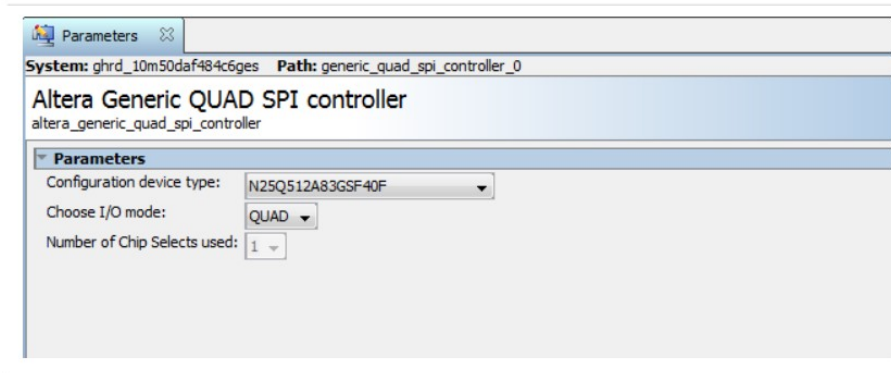 Parameters
System: ghrd_10m50daf484c6ges Path: generic_quad_spi_controller_0
Altera Generic QUAD SPI controller
altera_generic_quad_spi_controller
Parameters
Configuration device type: N25Q512A83GSF40F
Choose I/O mode: QUAD
Number of Chip Selects used: 1